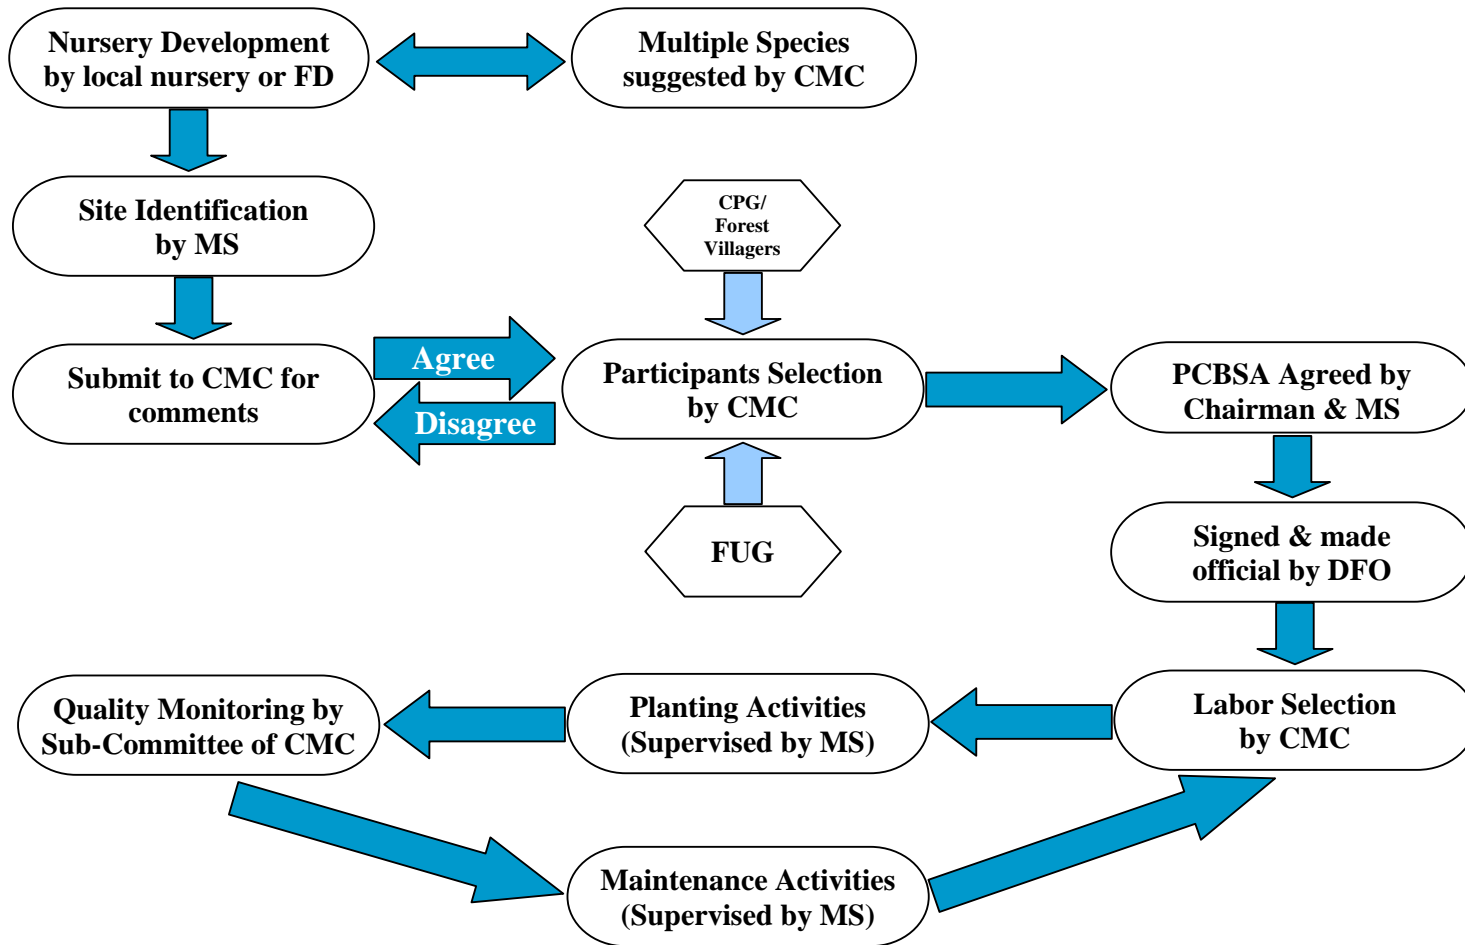 Nursery Development
by local nursery or FD
Multiple Species
suggested by CMC
Site Identification
by MS
CPG/
Forest
Villagers
Submit to CMC for
comments
Agree
Disagree
Participants Selection
by CMC
PCBSA Agreed by
Chairman & MS
FUG
Signed & made
official by DFO
Labor Selection
by CMC
Planting Activities
(Supervised by MS)
Quality Monitoring by
Sub-Committee of CMC
Maintenance Activities
(Supervised by MS)